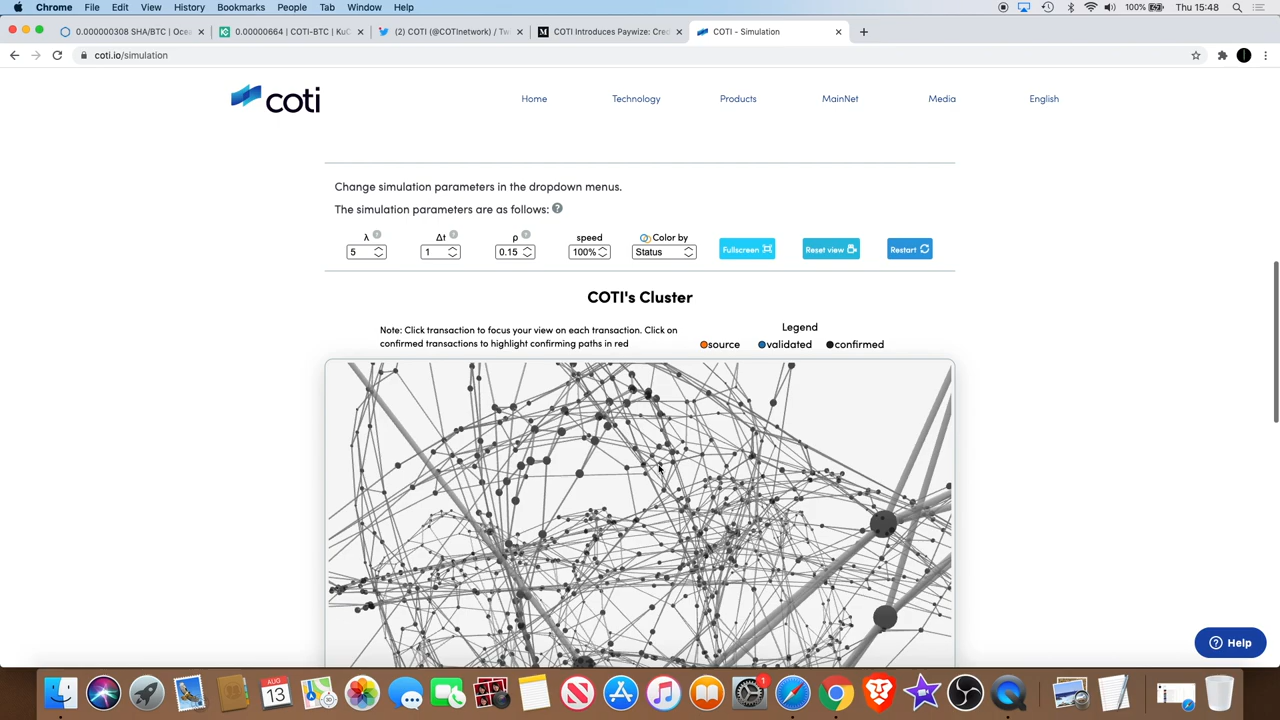 Chrome File Edit View History Bookmarks People Tab Window Help 100% Thu 15:48
0.000000308 SHA/BTC | Ocea 0.00000664 | COTI-BTC | KuC (2) COTI (@COTInetwork) / Tw COTI Introduces Paywize: Cred COTI - Simulation
coti.io/simulation
coti Home Technology Products MainNet Media English
Change simulation parameters in the dropdown menus.
The simulation parameters are as follows: ?
λ Δt ρ speed Color by
5 1 0.15 100% Status Fullscreen Reset view Restart
COTI's Cluster
Note: Click transaction to focus your view on each transaction. Click on
confirmed transactions to highlight confirming paths in red
Legend
source validated confirmed
? Help
AUG
13
1